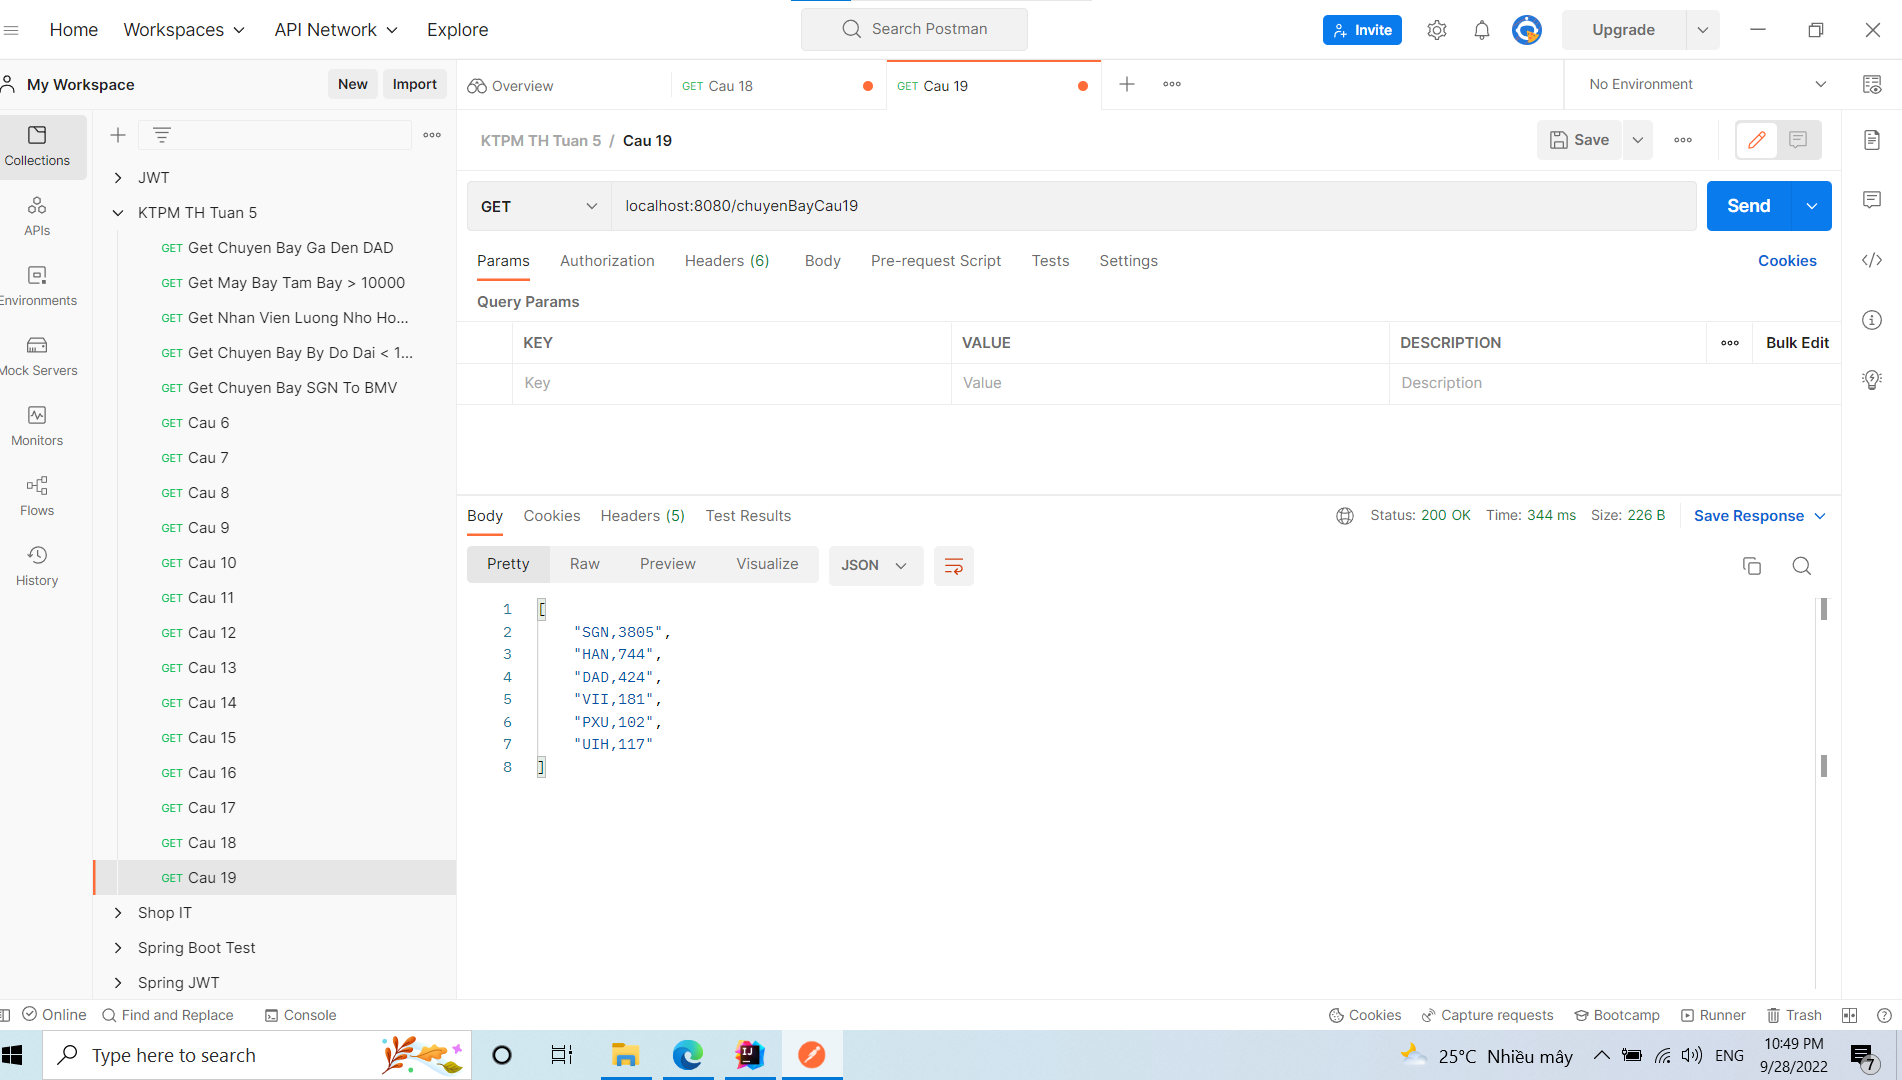 Home
Workspaces
API Network
Explore
Search Postman
Invite
Upgrade
My Workspace
New
Import
Overview
GET Cau 18
GET Cau 19
No Environment
Collections
APIs
Environments
Mock Servers
Monitors
Flows
History
JWT
KTPM TH Tuan 5
GET Get Chuyen Bay Ga Den DAD
GET Get May Bay Tam Bay > 10000
GET Get Nhan Vien Luong Nho Ho...
GET Get Chuyen Bay By Do Dai < 1...
GET Get Chuyen Bay SGN To BMV
GET Cau 6
GET Cau 7
GET Cau 8
GET Cau 9
GET Cau 10
GET Cau 11
GET Cau 12
GET Cau 13
GET Cau 14
GET Cau 15
GET Cau 16
GET Cau 17
GET Cau 18
GET Cau 19
Shop IT
Spring Boot Test
Spring JWT
KTPM TH Tuan 5 / Cau 19
Save
GET
localhost:8080/chuyenBayCau19
Send
Params
Authorization
Headers (6)
Body
Pre-request Script
Tests
Settings
Cookies
Query Params
KEY
VALUE
DESCRIPTION
Bulk Edit
Key
Value
Description
Body
Cookies
Headers (5)
Test Results
Status: 200 OK
Time: 344 ms
Size: 226 B
Save Response
Pretty
Raw
Preview
Visualize
JSON
1 [
2 "SGN,3805",
3 "HAN,744",
4 "DAD,424",
5 "VII,181",
6 "PXU,102",
7 "UIH,117"
8 ]
Online
Find and Replace
Console
Cookies
Capture requests
Bootcamp
Runner
Trash
Type here to search
IJ
25°C Nhiều mây
ENG
10:49 PM
9/28/2022
7